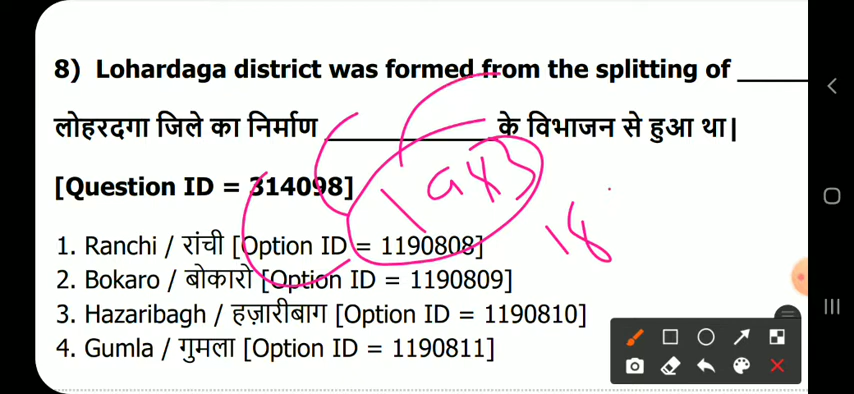 8) Lohardaga district was formed from the splitting of ______
लोहरदगा जिले का निर्माण ____________ के विभाजन से हुआ था|
[Question ID = 314098]
1983
18
1. Ranchi / रांची [Option ID = 1190808]
2. Bokaro / बोकारो [Option ID = 1190809]
3. Hazaribagh / हज़ारीबाग [Option ID = 1190810]
4. Gumla / गुमला [Option ID = 1190811]